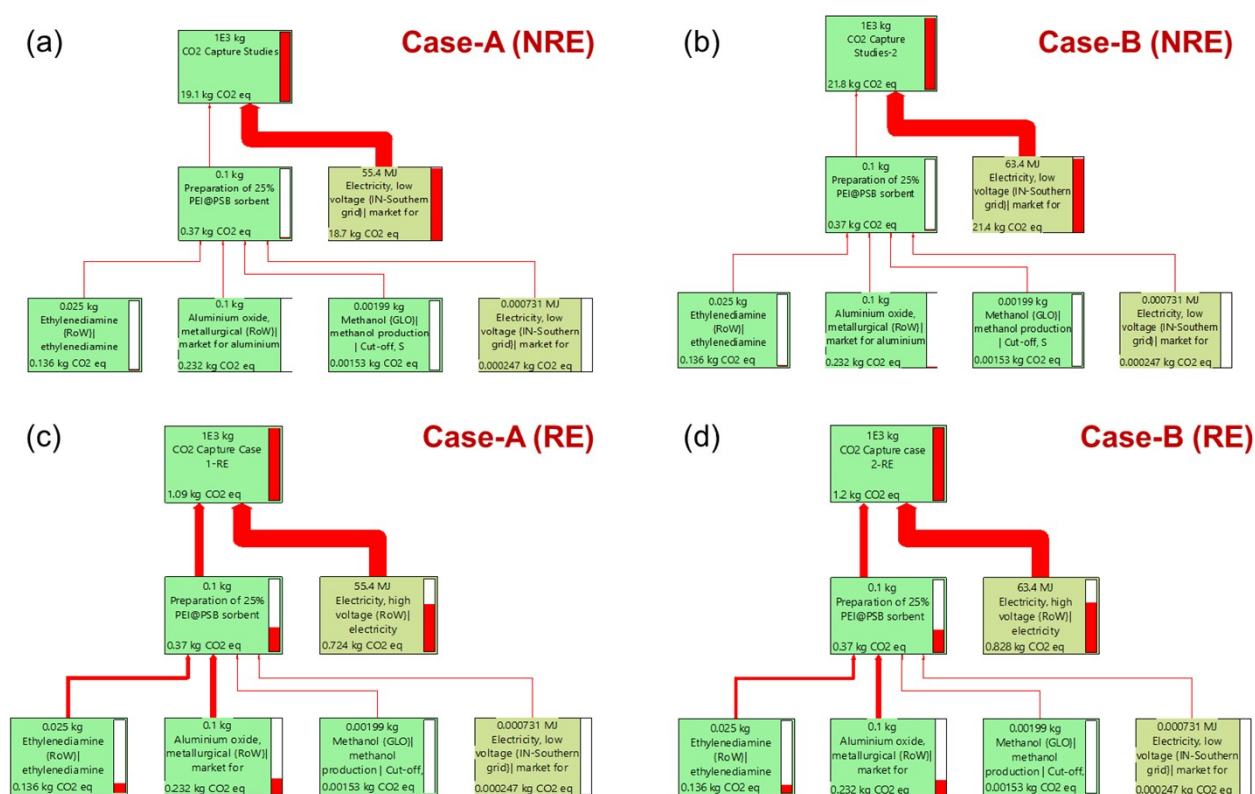 (a)
Case-A (NRE)
1E3 kg
CO2 Capture Studies
19.1 kg CO2 eq
0.1 kg
Preparation of 25%
PEI@PSB sorbent
0.37 kg CO2 eq
55.4 MJ
Electricity, low
voltage {IN-Southern
grid}| market for
18.7 kg CO2 eq
0.025 kg
Ethylenediamine
{RoW}|
ethylenediamine
0.136 kg CO2 eq
0.1 kg
Aluminium oxide,
metallurgical {RoW}|
market for aluminium
0.232 kg CO2 eq
0.00199 kg
Methanol {GLO}|
methanol production
| Cut-off, S
0.00153 kg CO2 eq
0.000731 MJ
Electricity, low
voltage {IN-Southern
grid}| market for
0.000247 kg CO2 eq
(b)
Case-B (NRE)
1E3 kg
CO2 Capture
Studies-2
21.8 kg CO2 eq
0.1 kg
Preparation of 25%
PEI@PSB sorbent
0.37 kg CO2 eq
63.4 MJ
Electricity, low
voltage {IN-Southern
grid}| market for
21.4 kg CO2 eq
0.025 kg
Ethylenediamine
{RoW}|
ethylenediamine
0.136 kg CO2 eq
0.1 kg
Aluminium oxide,
metallurgical {RoW}|
market for aluminium
0.232 kg CO2 eq
0.00199 kg
Methanol {GLO}|
methanol production
| Cut-off, S
0.00153 kg CO2 eq
0.000731 MJ
Electricity, low
voltage {IN-Southern
grid}| market for
0.000247 kg CO2 eq
(c)
Case-A (RE)
1E3 kg
CO2 Capture Case
1-RE
1.09 kg CO2 eq
0.1 kg
Preparation of 25%
PEI@PSB sorbent
0.37 kg CO2 eq
55.4 MJ
Electricity, high
voltage {RoW}|
electricity
0.724 kg CO2 eq
0.025 kg
Ethylenediamine
{RoW}|
ethylenediamine
0.136 kg CO2 eq
0.1 kg
Aluminium oxide,
metallurgical {RoW}|
market for
0.232 kg CO2 eq
0.00199 kg
Methanol {GLO}|
methanol
production | Cut-off,
0.00153 kg CO2 eq
0.000731 MJ
Electricity, low
voltage {IN-Southern
grid}| market for
0.000247 kg CO2 eq
(d)
Case-B (RE)
1E3 kg
CO2 Capture case
2-RE
1.2 kg CO2 eq
0.1 kg
Preparation of 25%
PEI@PSB sorbent
0.37 kg CO2 eq
63.4 MJ
Electricity, high
voltage {RoW}|
electricity
0.828 kg CO2 eq
0.025 kg
Ethylenediamine
{RoW}|
ethylenediamine
0.136 kg CO2 eq
0.1 kg
Aluminium oxide,
metallurgical {RoW}|
market for
0.232 kg CO2 eq
0.00199 kg
Methanol {GLO}|
methanol
production | Cut-off,
0.00153 kg CO2 eq
0.000731 MJ
Electricity, low
voltage {IN-Southern
grid}| market for
0.000247 kg CO2 eq